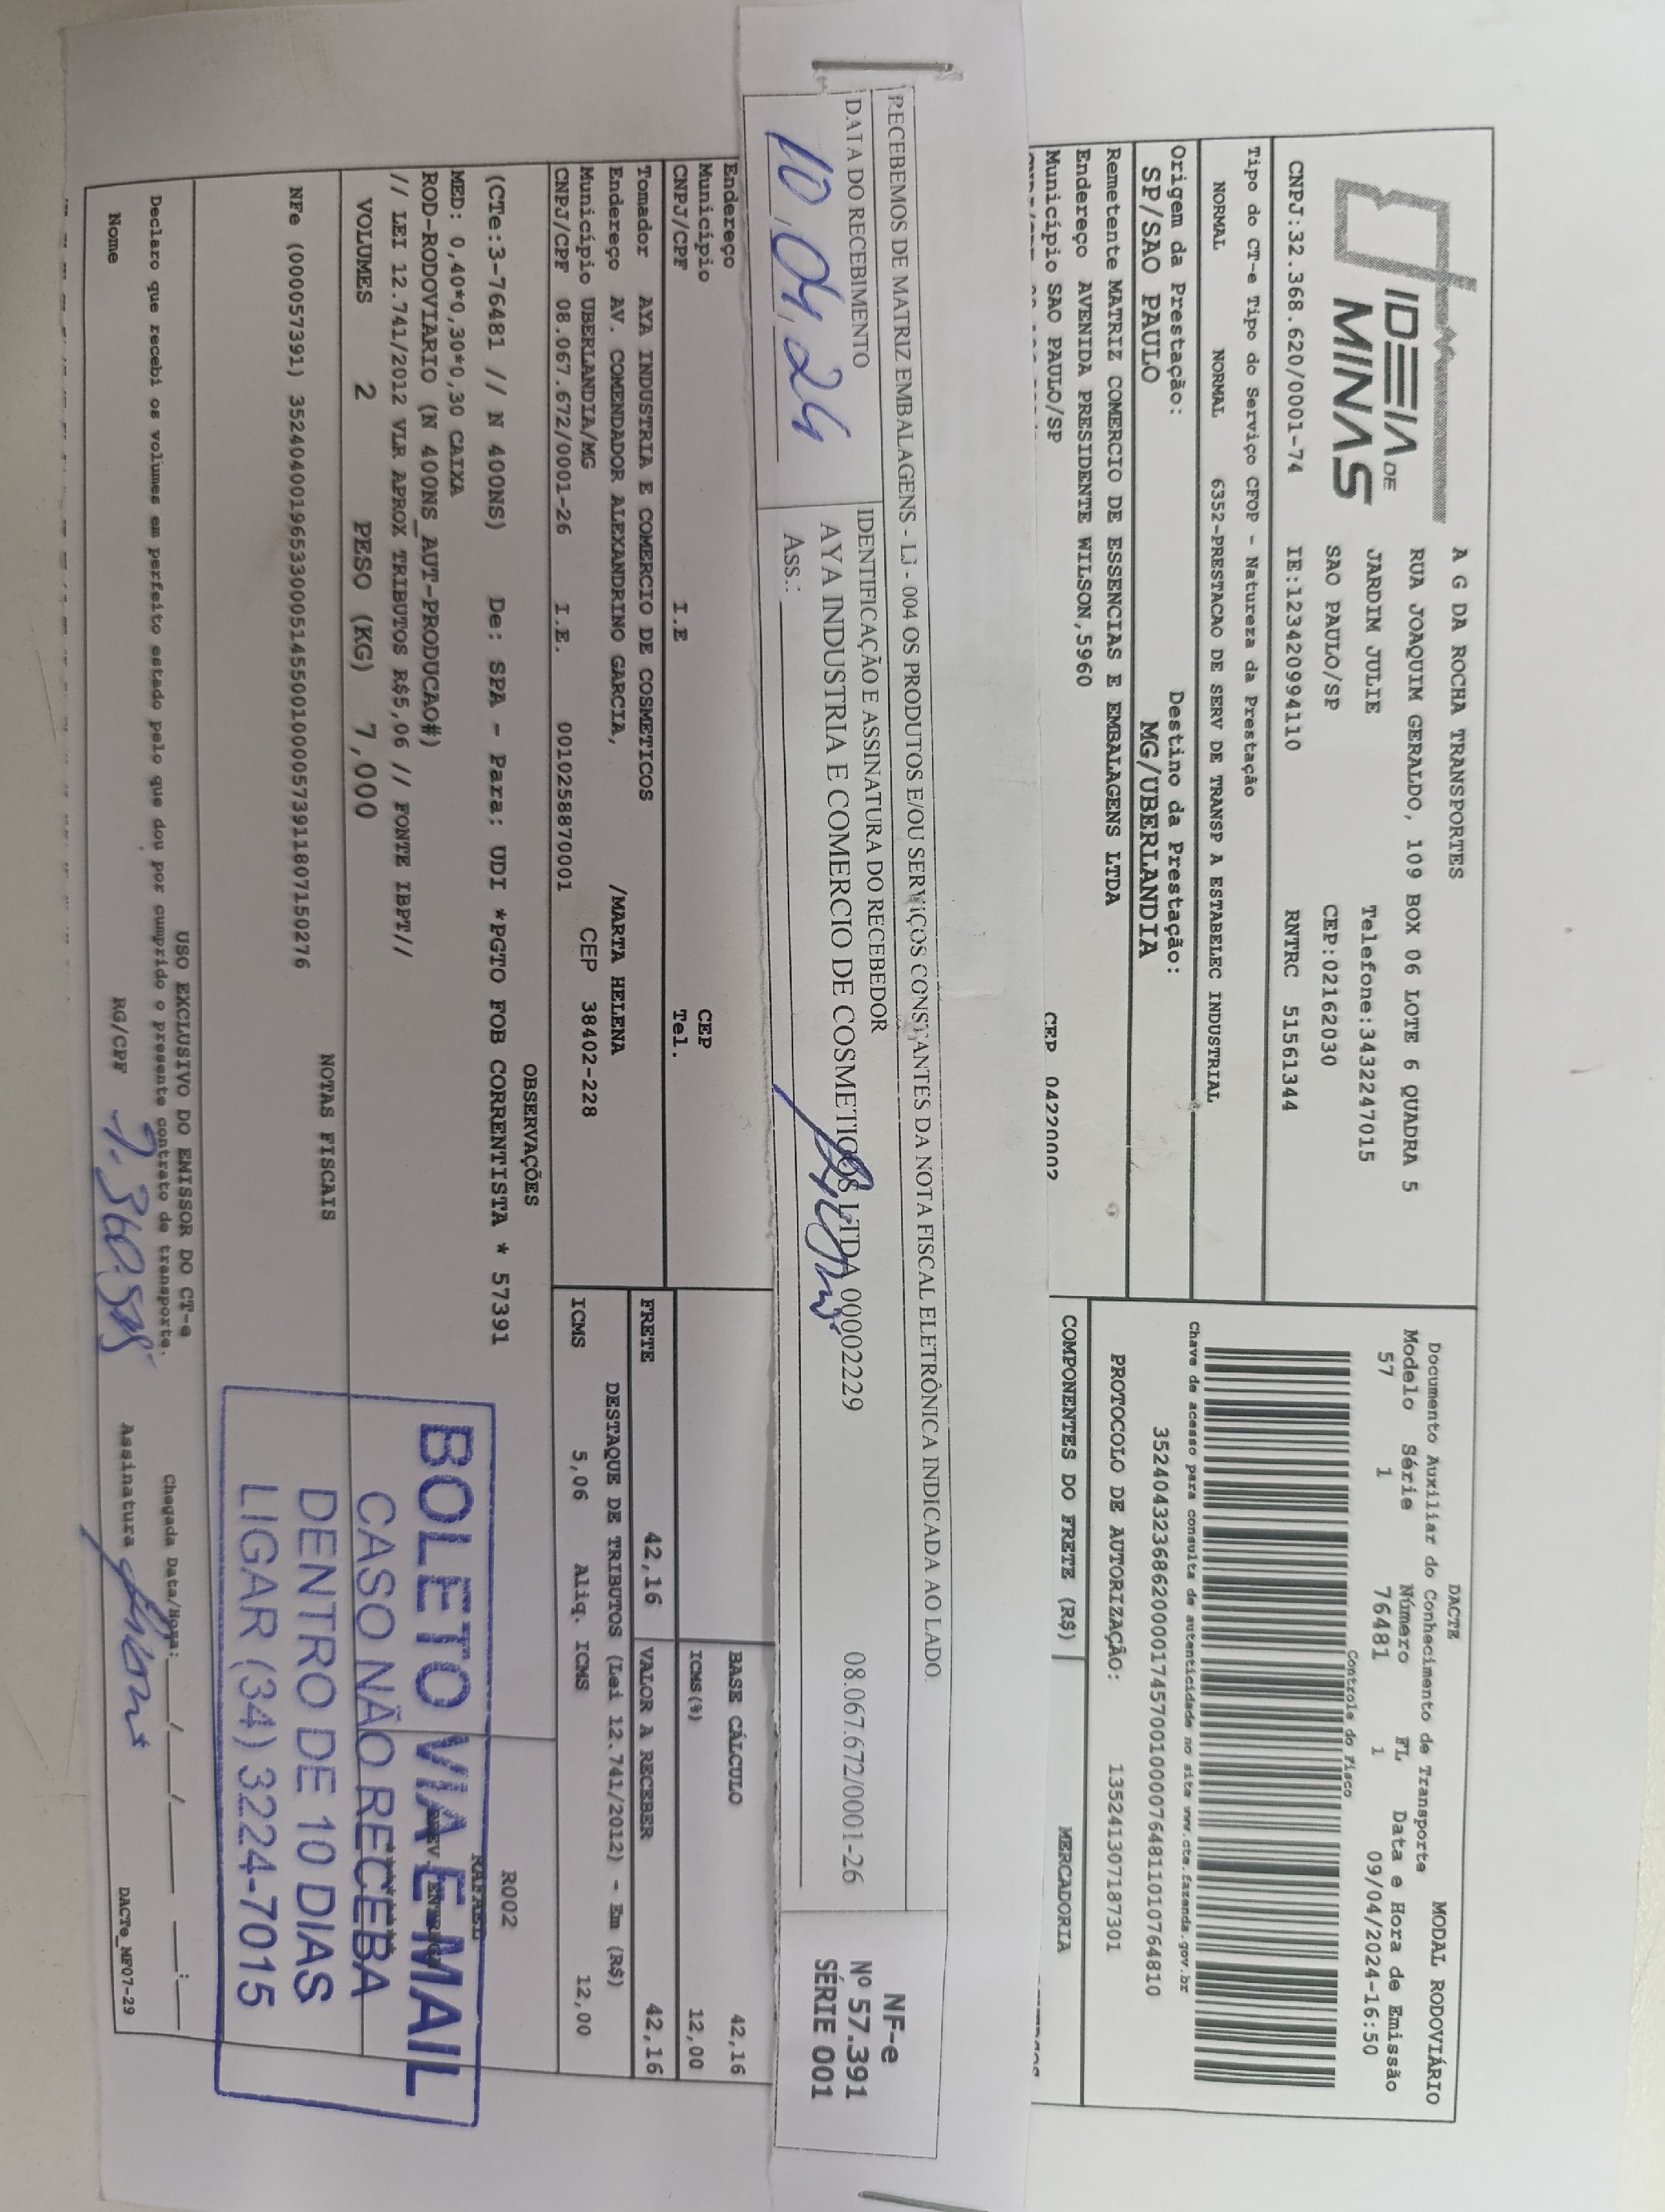 IDEIA DE
MINAS
A G DA ROCHA TRANSPORTES
RUA JOAQUIM GERALDO, 109 BOX 06 LOTE 6 QUADRA 5
JARDIM JULIE Telefone:3432247015
SAO PAULO/SP CEP:02162030
CNPJ:32.368.620/0001-74 IE:123420994110 RNTRC 51561344
Tipo do CT-e Tipo do Serviço CFOP - Natureza da Prestação
NORMAL NORMAL 6352-PRESTACAO DE SERV DE TRANSP A ESTABELEC INDUSTRIAL
Origem da Prestação: Destino da Prestação:
SP/SAO PAULO MG/UBERLANDIA
Remetente MATRIZ COMERCIO DE ESSENCIAS E EMBALAGENS LTDA
Endereço AVENIDA PRESIDENTE WILSON,5960
Município SAO PAULO/SP CEP 04220002
DACTE MODAL RODOVIÁRIO
Documento Auxiliar do Conhecimento de Transporte
Modelo Série Número FL Data e Hora de Emissão
57 1 76481 1 09/04/2024-16:50
Controle do Fisco
Chave de acesso para consulta de autenticidade no site www.cte.fazenda.gov.br
35240432368620000174570010000764811010764810
PROTOCOLO DE AUTORIZAÇÃO: 135241307187301
COMPONENTES DO FRETE (R$) MERCADORIA
RECEBEMOS DE MATRIZ EMBALAGENS - Lj - 004 OS PRODUTOS E/OU SERVIÇOS CONSTANTES DA NOTA FISCAL ELETRÔNICA INDICADA AO LADO.
DATA DO RECEBIMENTO IDENTIFICAÇÃO E ASSINATURA DO RECEBEDOR
10,04,24 AYA INDUSTRIA E COMERCIO DE COSMETICOS LTDA 00002229 08.067.672/0001-26
Ass.:
NF-e
Nº 57.391
SÉRIE 001
Endereço
Município CEP
CNPJ/CPF I.E Tel.
Tomador AYA INDUSTRIA E COMERCIO DE COSMETICOS
Endereço AV. COMENDADOR ALEXANDRINO GARCIA, /MARTA HELENA
Município UBERLANDIA/MG CEP 38402-228
CNPJ/CPF 08.067.672/0001-26 I.E. 0010258870001
BASE CÁLCULO 42,16
ICMS(%) 12,00
FRETE 42,16 VALOR A RECEBER 42,16
DESTAQUE DE TRIBUTOS (Lei 12.741/2012) - Em (R$)
ICMS 5,06 Aliq. ICMS 12,00
OBSERVAÇÕES
(CTe:3-76481 // N 400NS) De: SPA - Para: UDI *PGTO FOB CORRENTISTA * 57391
MED: 0,40*0,30*0,30 CAIXA
ROD-RODOVIARIO (N 400NS_AUT-PRODUCAO#)
// LEI 12.741/2012 VLR APROX TRIBUTOS R$5,06 // FONTE IBPT//
R002
RAFAEL
PREV. ENTREGA
VOLUMES 2 PESO (KG) 7,000
NOTAS FISCAIS
NFe (000057391) 35240400196533000514550010000573911807150276
BOLETO VIA E MAIL
CASO NÃO RECEBA
DENTRO DE 10 DIAS
LIGAR (34) 3224-7015
USO EXCLUSIVO DO EMISSOR DO CT-e
Declaro que recebi os volumes em perfeito estado pelo que dou por cumprido o presente contrato de transporte.
Chegada Data/Hora: __/__/__ __:__
Nome RG/CPF Assinatura DACTe_MF07-29